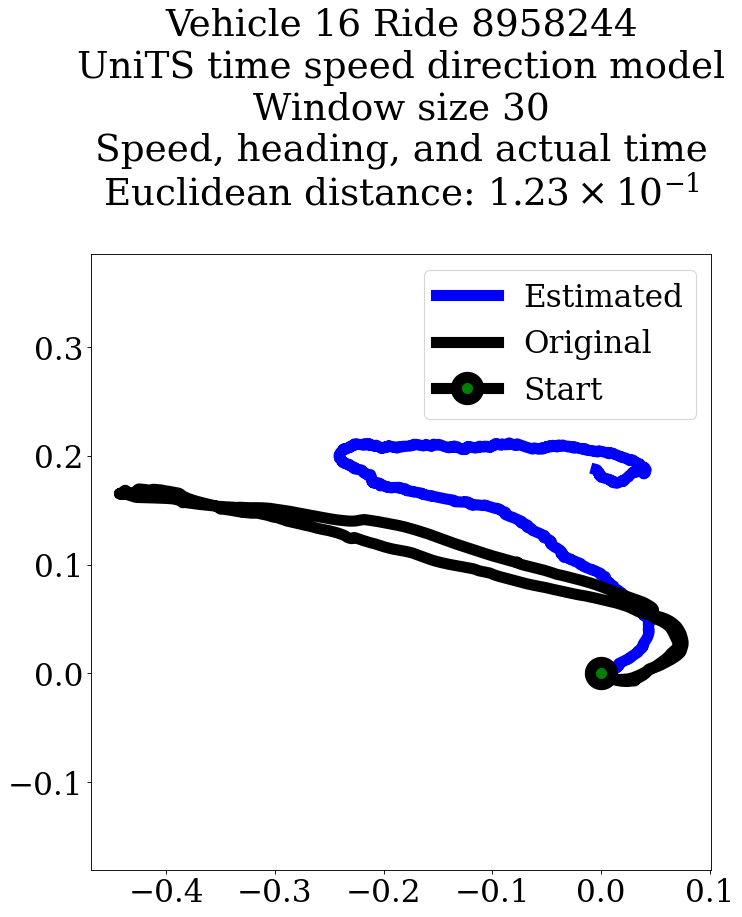 Vehicle 16 Ride 8958244
UniTS time speed direction model
Window size 30
Speed, heading, and actual time
Euclidean distance: 1.23 × 10⁻¹
Estimated
Original
Start
0.3
0.2
0.1
0.0
−0.1
−0.4 −0.3 −0.2 −0.1 0.0 0.1